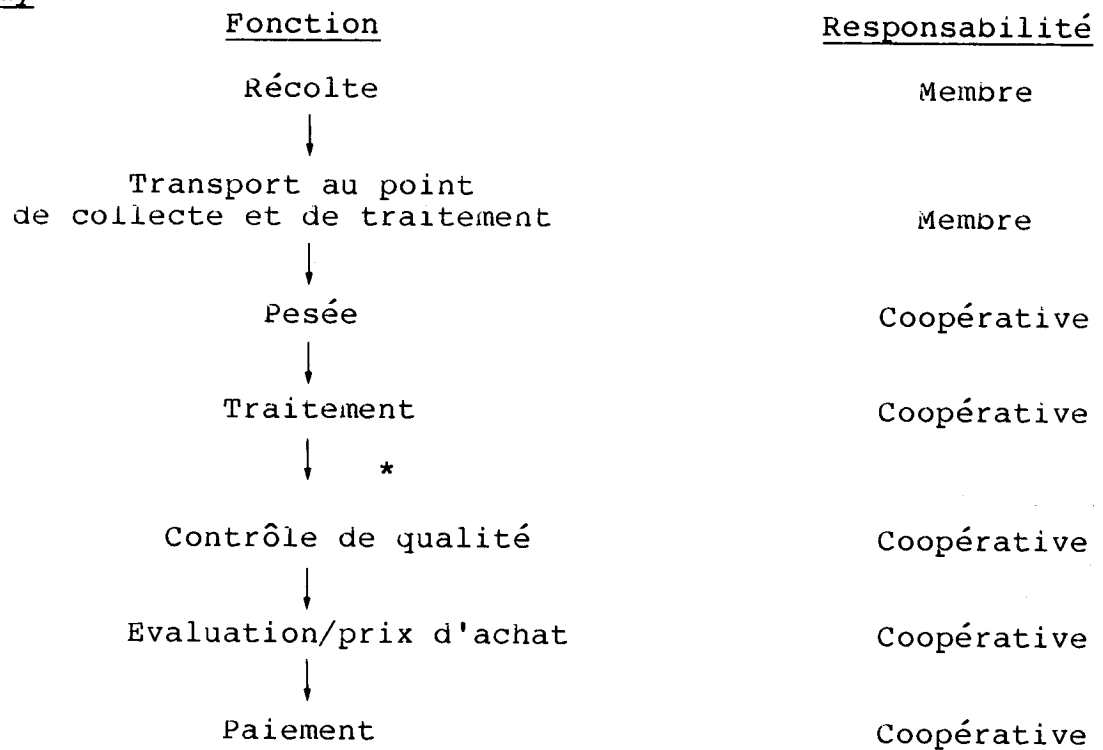 Fonction Responsabilité
Récolte Membre
Transport au point
de collecte et de traitement Membre
Pesée Coopérative
Traitement Coopérative
*
Contrôle de qualité Coopérative
Evaluation/prix d'achat Coopérative
Paiement Coopérative